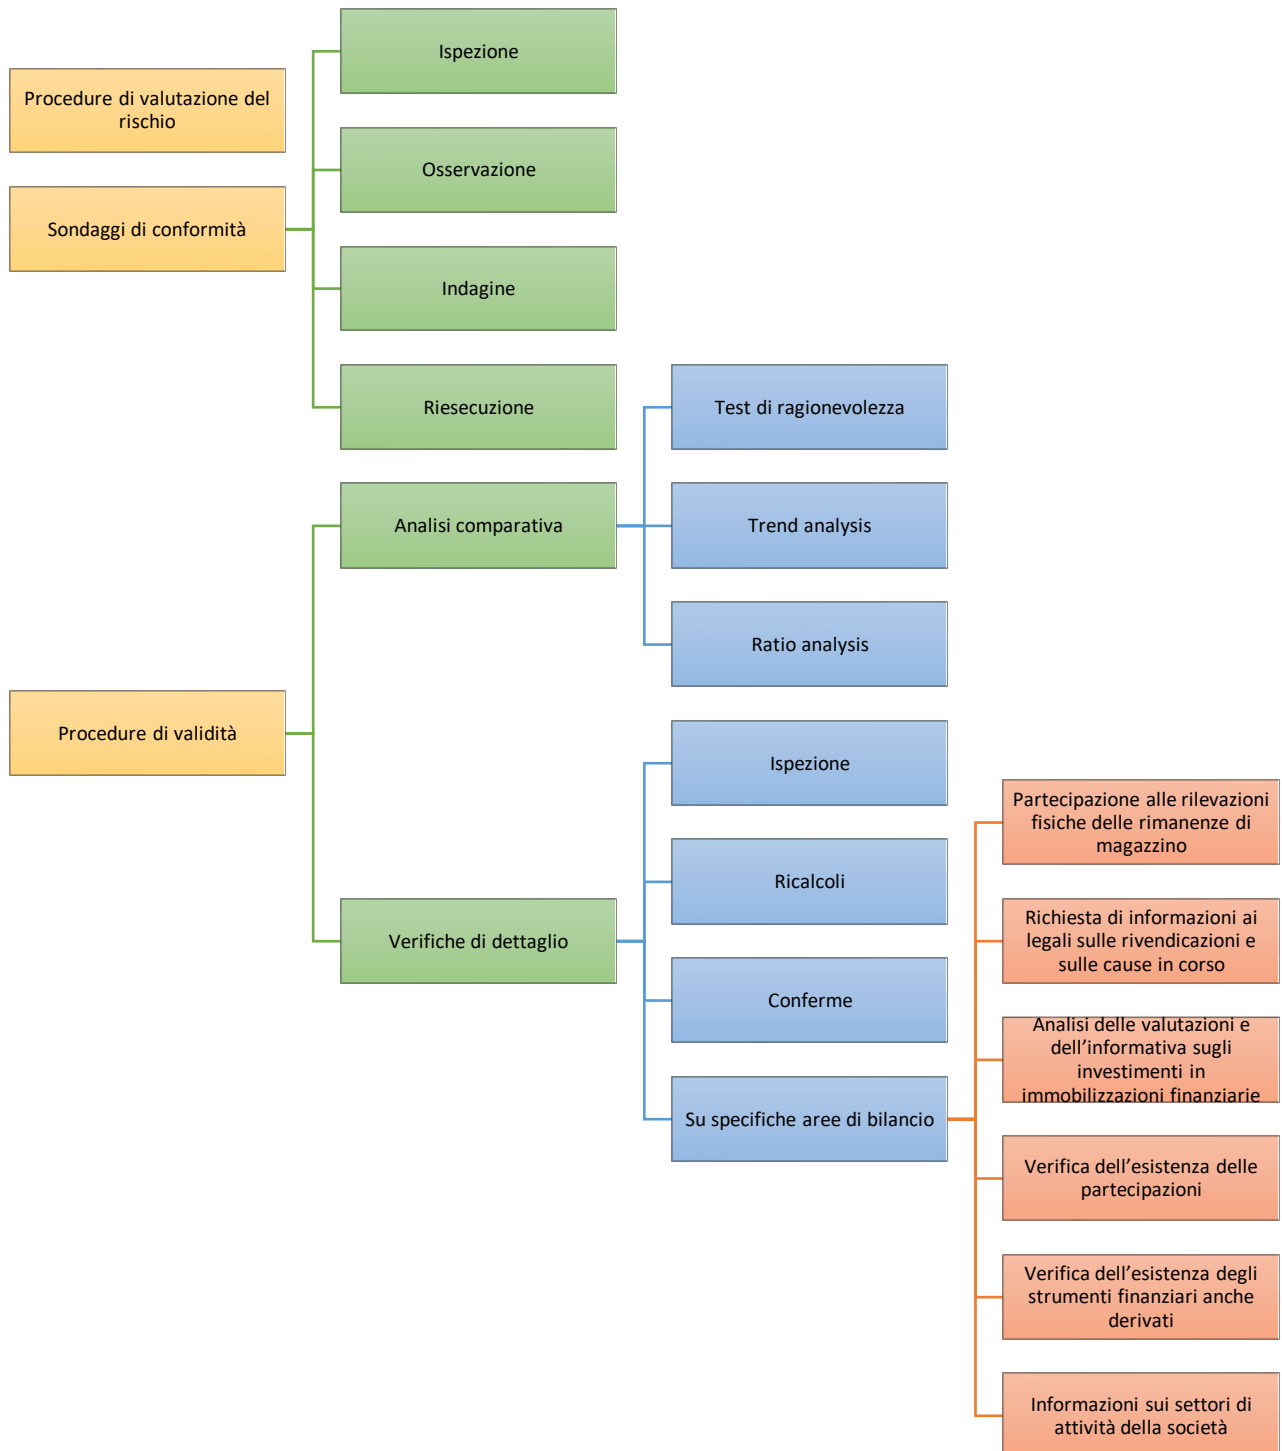 Ispezione
Procedure di valutazione del
rischio
Osservazione
Sondaggi di conformità
Indagine
Riesecuzione
Test di ragionevolezza
Analisi comparativa
Trend analysis
Ratio analysis
Procedure di validità
Ispezione
Partecipazione alle rilevazioni
fisiche delle rimanenze di
magazzino
Ricalcoli
Verifiche di dettaglio
Richiesta di informazioni ai
legali sulle rivendicazioni e
sulle cause in corso
Conferme
Analisi delle valutazioni e
dell’informativa sugli
investimenti in
immobilizzazioni finanziarie
Su specifiche aree di bilancio
Verifica dell’esistenza delle
partecipazioni
Verifica dell’esistenza degli
strumenti finanziari anche
derivati
Informazioni sui settori di
attività della società